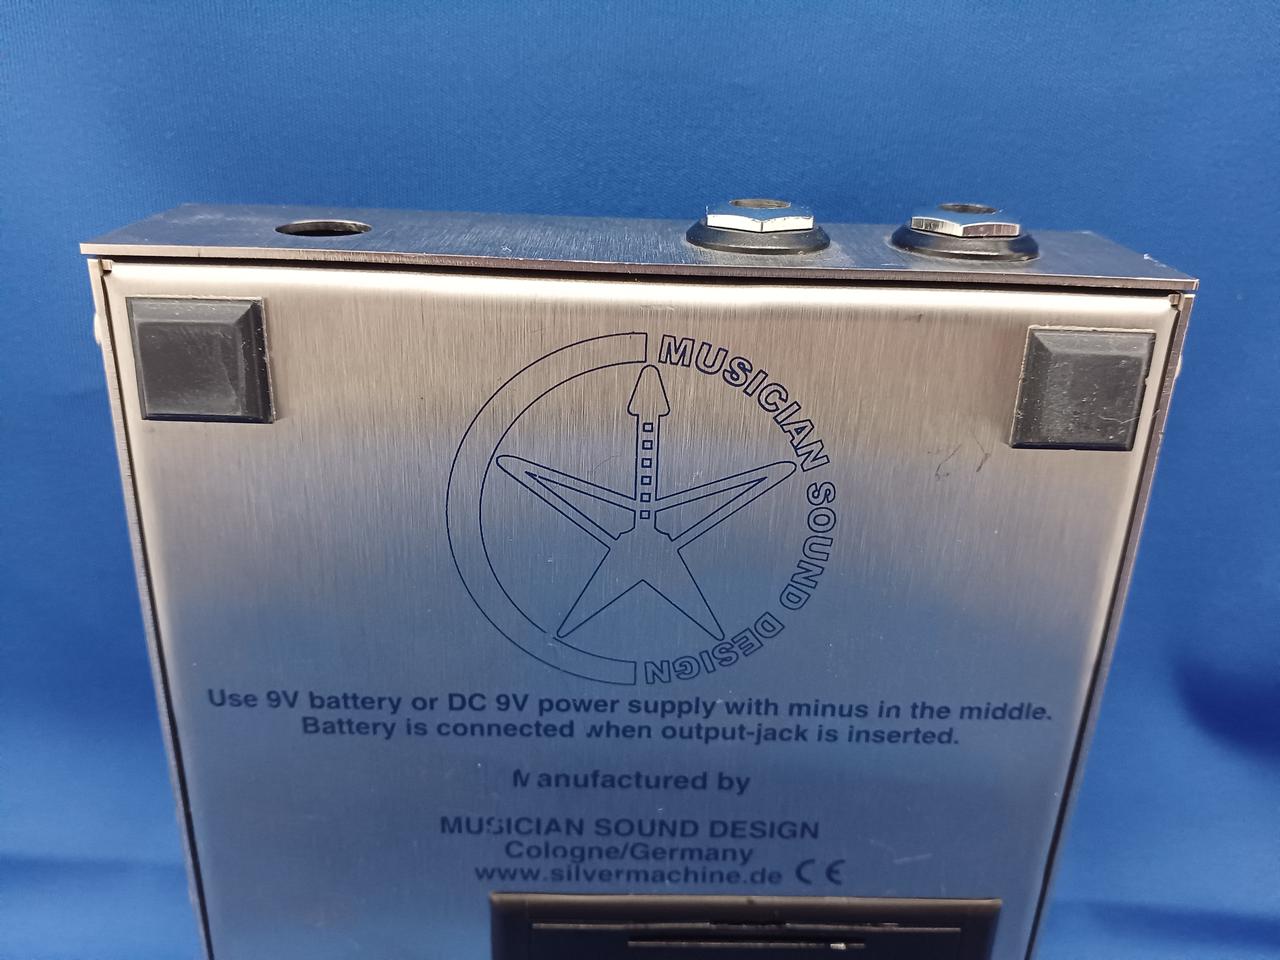 MUSICIAN SOUND DESIGN
Use 9V battery or DC 9V power supply with minus in the middle.
Battery is connected when output-jack is inserted.
Manufactured by
MUSICIAN SOUND DESIGN
Cologne/Germany
www.silvermachine.de CE